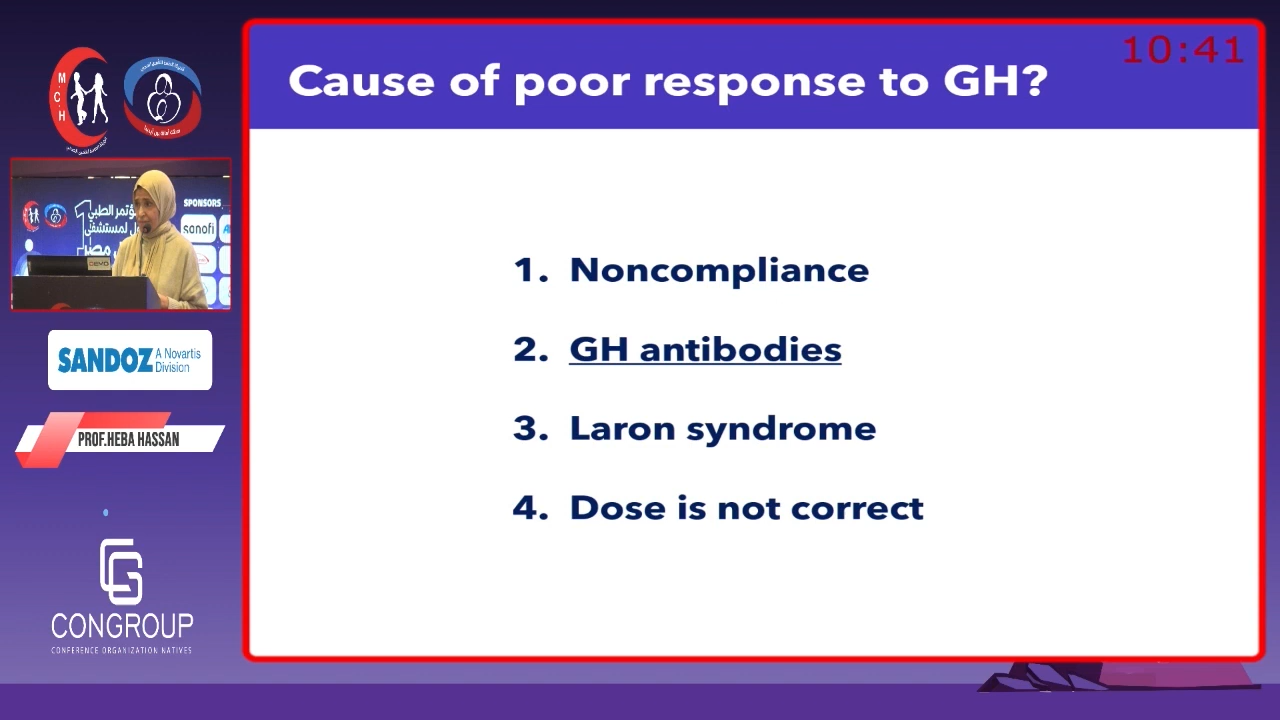 Cause of poor response to GH?
10:41
1. Noncompliance
2. GH antibodies
3. Laron syndrome
4. Dose is not correct
M
C
H
SPONSORS
sanofi
SANDOZ A Novartis
Division
PROF.HEBA HASSAN
CONGROUP
CONFERENCE ORGANIZATION NATIVES